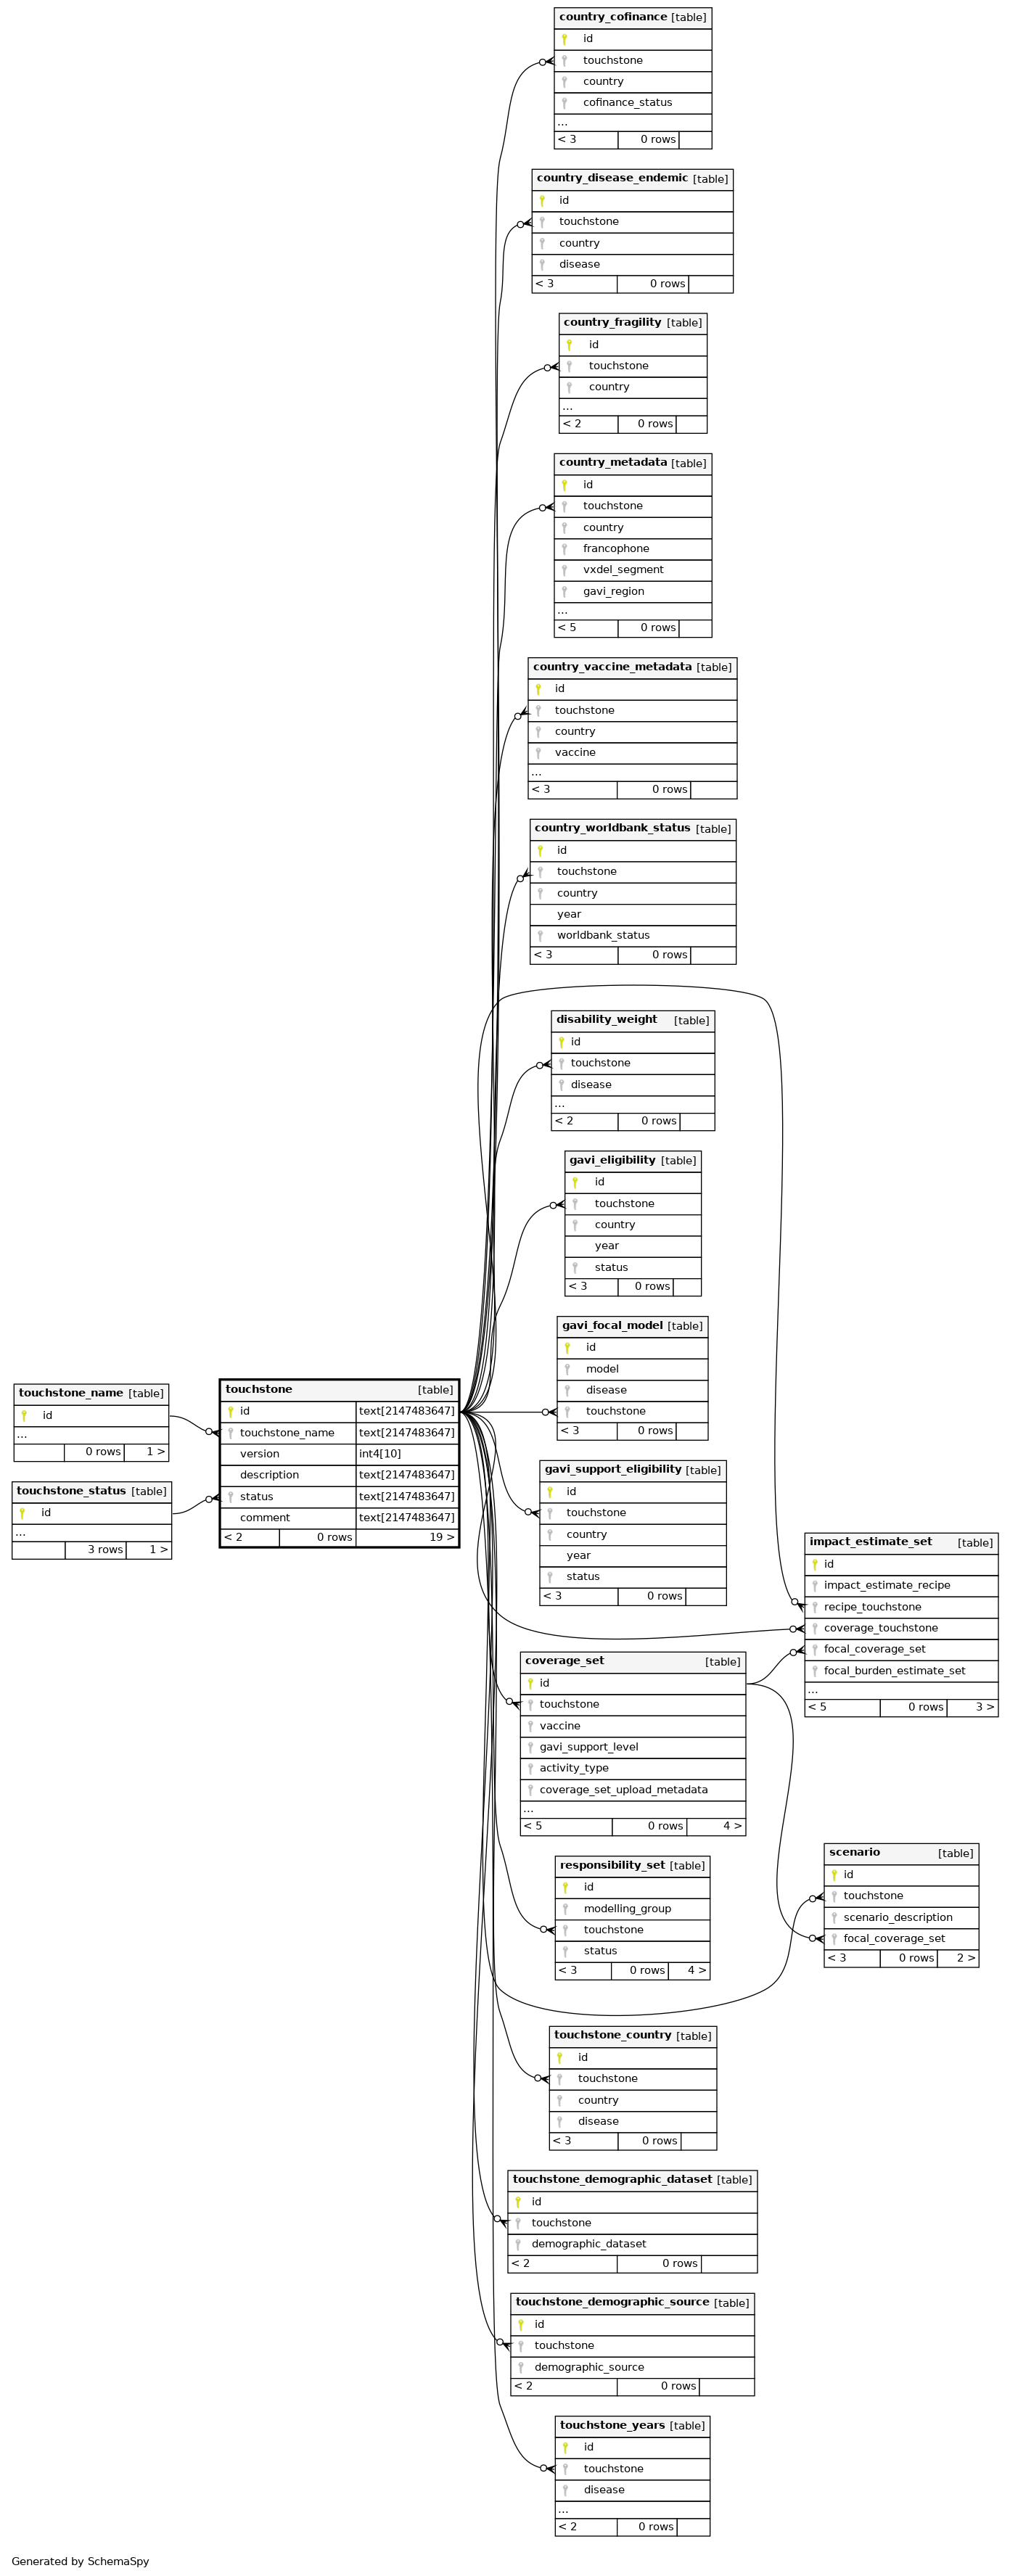 country_cofinance [table]
id
touchstone
country
cofinance_status
...
< 3 0 rows
country_disease_endemic [table]
id
touchstone
country
disease
< 3 0 rows
country_fragility [table]
id
touchstone
country
...
< 2 0 rows
country_metadata [table]
id
touchstone
country
francophone
vxdel_segment
gavi_region
...
< 5 0 rows
country_vaccine_metadata [table]
id
touchstone
country
vaccine
...
< 3 0 rows
country_worldbank_status [table]
id
touchstone
country
year
worldbank_status
< 3 0 rows
disability_weight [table]
id
touchstone
disease
...
< 2 0 rows
gavi_eligibility [table]
id
touchstone
country
year
status
< 3 0 rows
gavi_focal_model [table]
id
model
disease
touchstone
< 3 0 rows
touchstone_name [table]
id
...
0 rows 1 >
touchstone_status [table]
id
...
3 rows 1 >
touchstone [table]
id text[2147483647]
touchstone_name text[2147483647]
version int4[10]
description text[2147483647]
status text[2147483647]
comment text[2147483647]
< 2 0 rows 19 >
gavi_support_eligibility [table]
id
touchstone
country
year
status
< 3 0 rows
impact_estimate_set [table]
id
impact_estimate_recipe
recipe_touchstone
coverage_touchstone
focal_coverage_set
focal_burden_estimate_set
...
< 5 0 rows 3 >
coverage_set [table]
id
touchstone
vaccine
gavi_support_level
activity_type
coverage_set_upload_metadata
...
< 5 0 rows 4 >
scenario [table]
id
touchstone
scenario_description
focal_coverage_set
< 3 0 rows 2 >
responsibility_set [table]
id
modelling_group
touchstone
status
< 3 0 rows 4 >
touchstone_country [table]
id
touchstone
country
disease
< 3 0 rows
touchstone_demographic_dataset [table]
id
touchstone
demographic_dataset
< 2 0 rows
touchstone_demographic_source [table]
id
touchstone
demographic_source
< 2 0 rows
touchstone_years [table]
id
touchstone
disease
...
< 2 0 rows
Generated by SchemaSpy